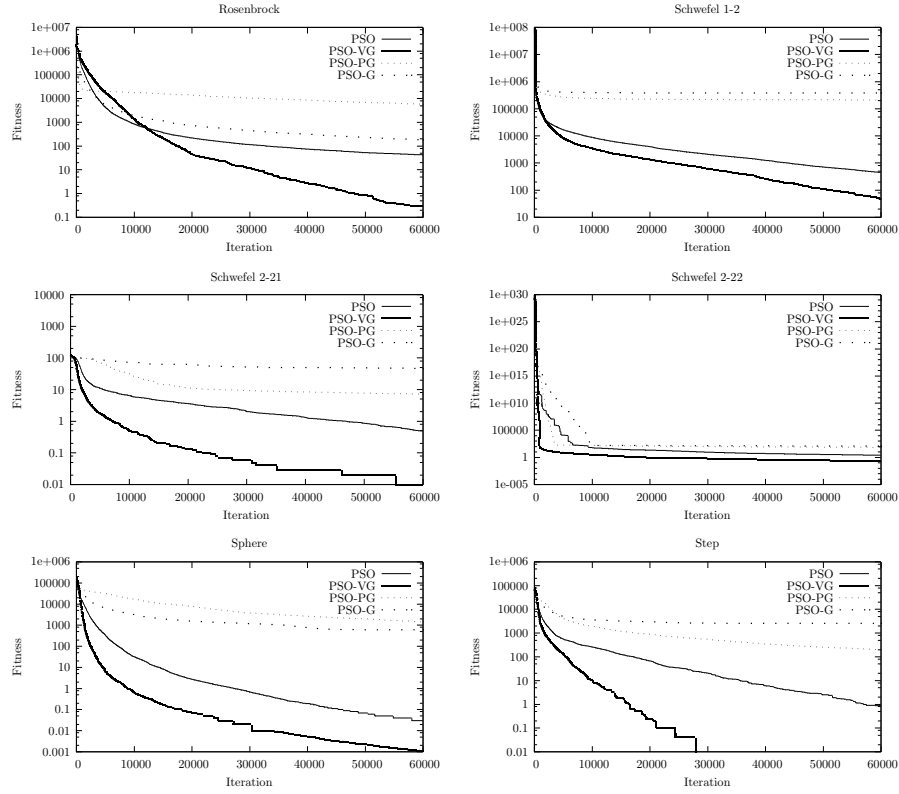 Rosenbrock
1e+007
1e+006
100000
10000
1000
100
10
1
0.1
Fitness
PSO
PSO-VG
PSO-PG
PSO-G
0 10000 20000 30000 40000 50000 60000
Iteration
Schwefel 1-2
1e+008
1e+007
1e+006
100000
10000
1000
100
10
Fitness
PSO
PSO-VG
PSO-PG
PSO-G
0 10000 20000 30000 40000 50000 60000
Iteration
Schwefel 2-21
10000
1000
100
10
1
0.1
0.01
Fitness
PSO
PSO-VG
PSO-PG
PSO-G
0 10000 20000 30000 40000 50000 60000
Iteration
Schwefel 2-22
1e+030
1e+025
1e+020
1e+015
1e+010
100000
1
1e-005
Fitness
PSO
PSO-VG
PSO-PG
PSO-G
0 10000 20000 30000 40000 50000 60000
Iteration
Sphere
1e+006
100000
10000
1000
100
10
1
0.1
0.01
0.001
Fitness
PSO
PSO-VG
PSO-PG
PSO-G
0 10000 20000 30000 40000 50000 60000
Iteration
Step
1e+006
100000
10000
1000
100
10
1
0.1
0.01
Fitness
PSO
PSO-VG
PSO-PG
PSO-G
0 10000 20000 30000 40000 50000 60000
Iteration